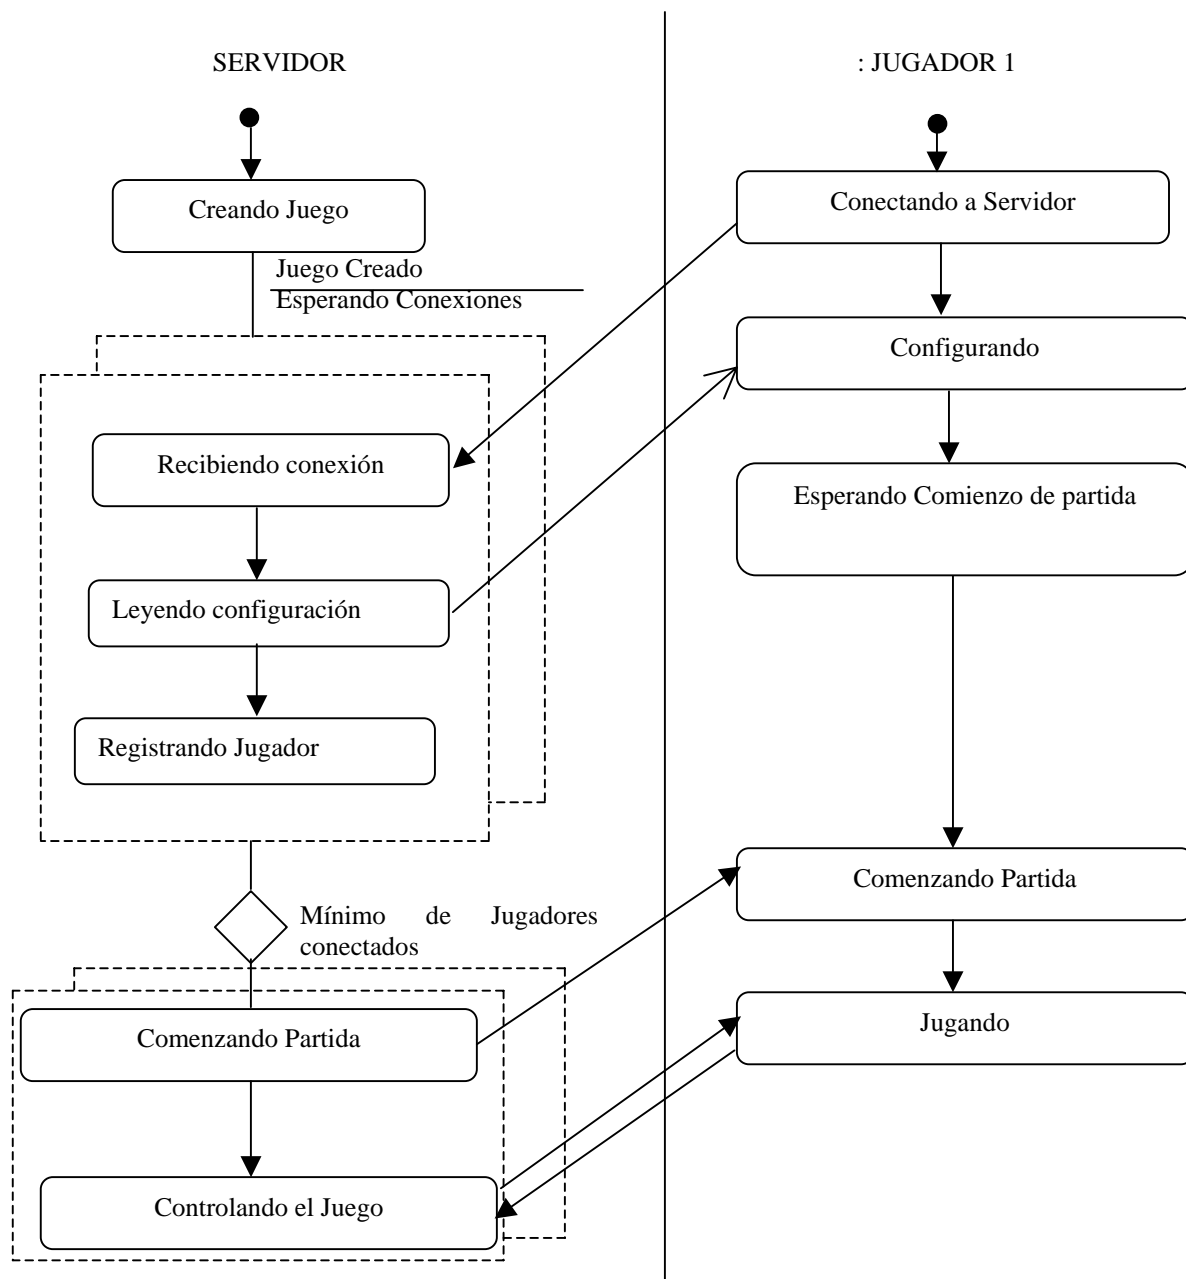 SERVIDOR
: JUGADOR 1
Creando Juego
Conectando a Servidor
Juego Creado
Esperando Conexiones
Configurando
Recibiendo conexión
Esperando Comienzo de partida
Leyendo configuración
Registrando Jugador
Comenzando Partida
Mínimo de Jugadores
conectados
Comenzando Partida
Jugando
Controlando el Juego